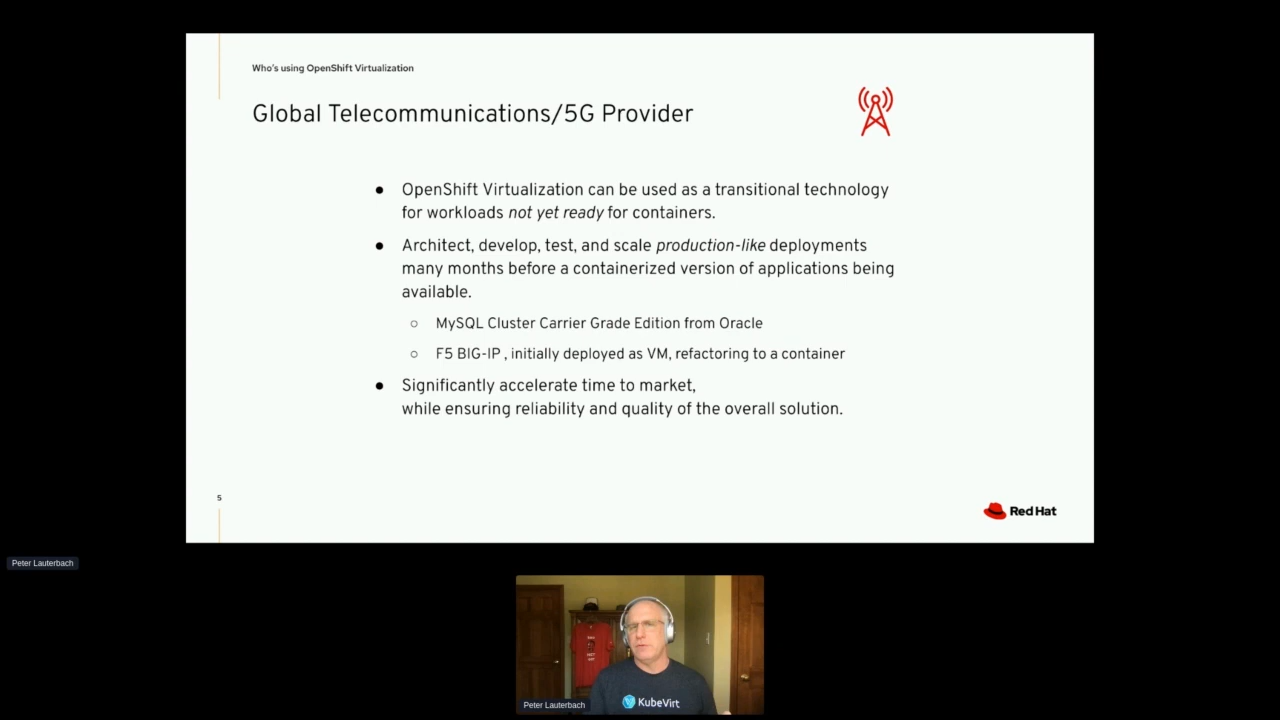 Who's using OpenShift Virtualization
Global Telecommunications/5G Provider
● OpenShift Virtualization can be used as a transitional technology
for workloads not yet ready for containers.
● Architect, develop, test, and scale production-like deployments
many months before a containerized version of applications being
available.
○ MySQL Cluster Carrier Grade Edition from Oracle
○ F5 BIG-IP , initially deployed as VM, refactoring to a container
● Significantly accelerate time to market,
while ensuring reliability and quality of the overall solution.
5
Red Hat
Peter Lauterbach
KubeVirt
Peter Lauterbach